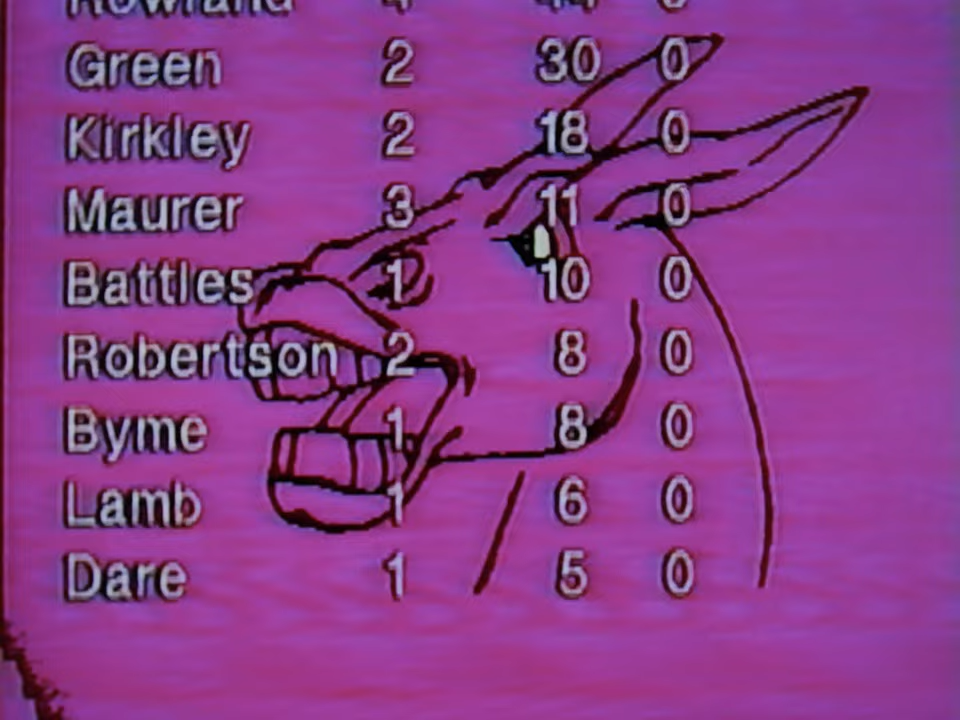 Green 2 30 0
Kirkley 2 18 0
Maurer 3 11 0
Battles 1 10 0
Robertson 2 8 0
Byme 1 8 0
Lamb 1 6 0
Dare 1 5 0